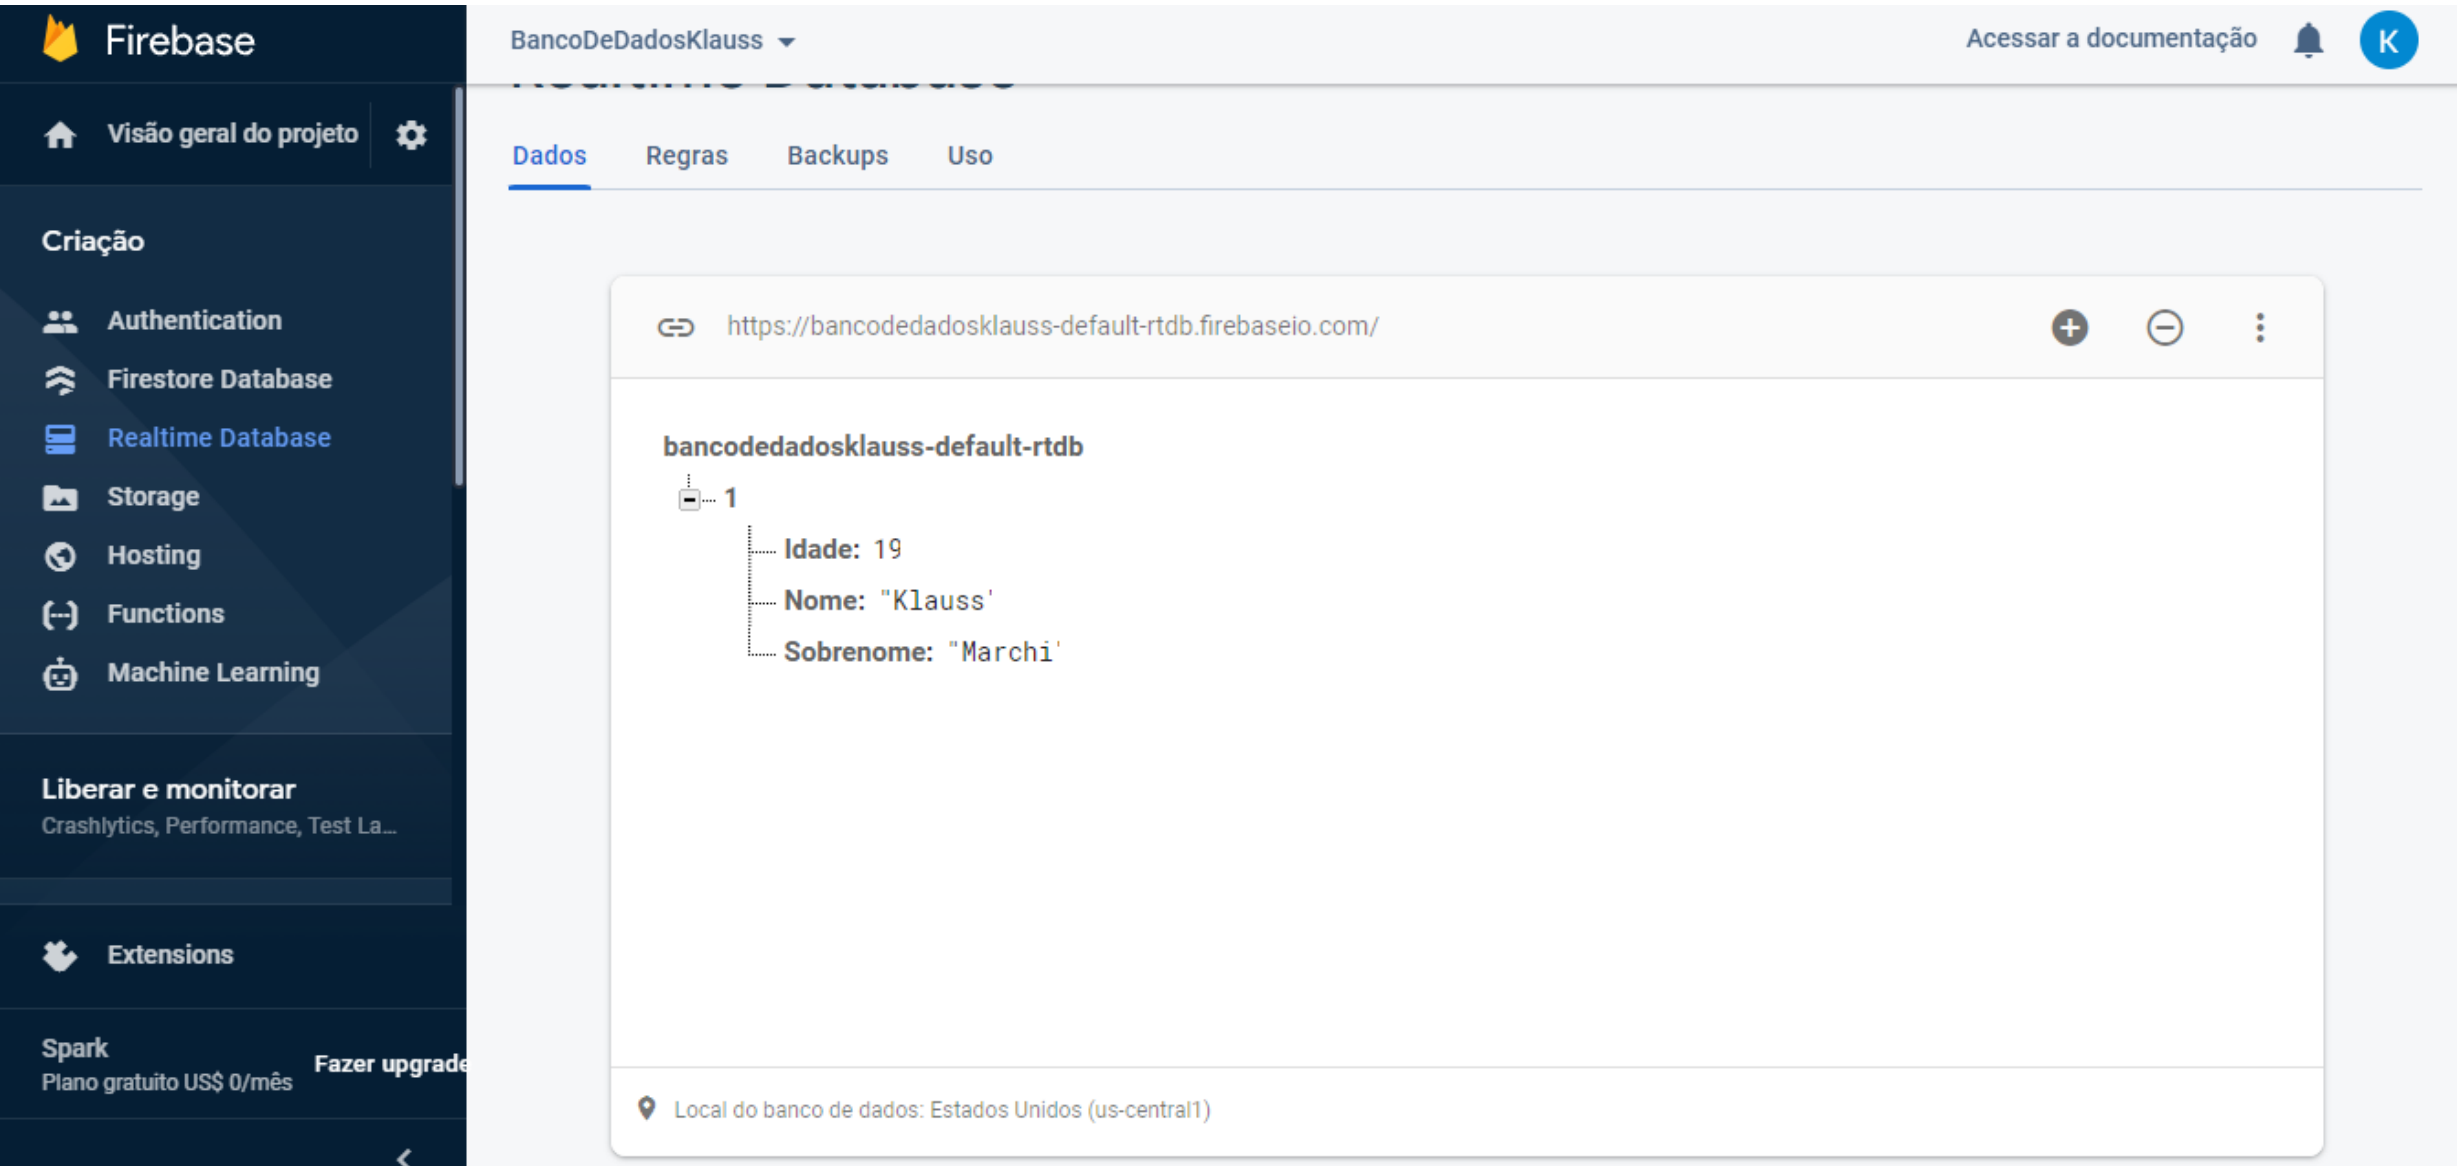 Firebase
BancoDeDadosKlauss
Acessar a documentação
K
Realtime Database
Visão geral do projeto
Dados
Regras
Backups
Uso
Criação
Authentication
Firestore Database
Realtime Database
Storage
Hosting
Functions
Machine Learning
Liberar e monitorar
Crashlytics, Performance, Test La...
Extensions
Spark
Plano gratuito US$ 0/mês
Fazer upgrade
https://bancodedadosklauss-default-rtdb.firebaseio.com/
bancodedadosklauss-default-rtdb
1
Idade: 19
Nome: "Klauss'
Sobrenome: "Marchi'
Local do banco de dados: Estados Unidos (us-central1)